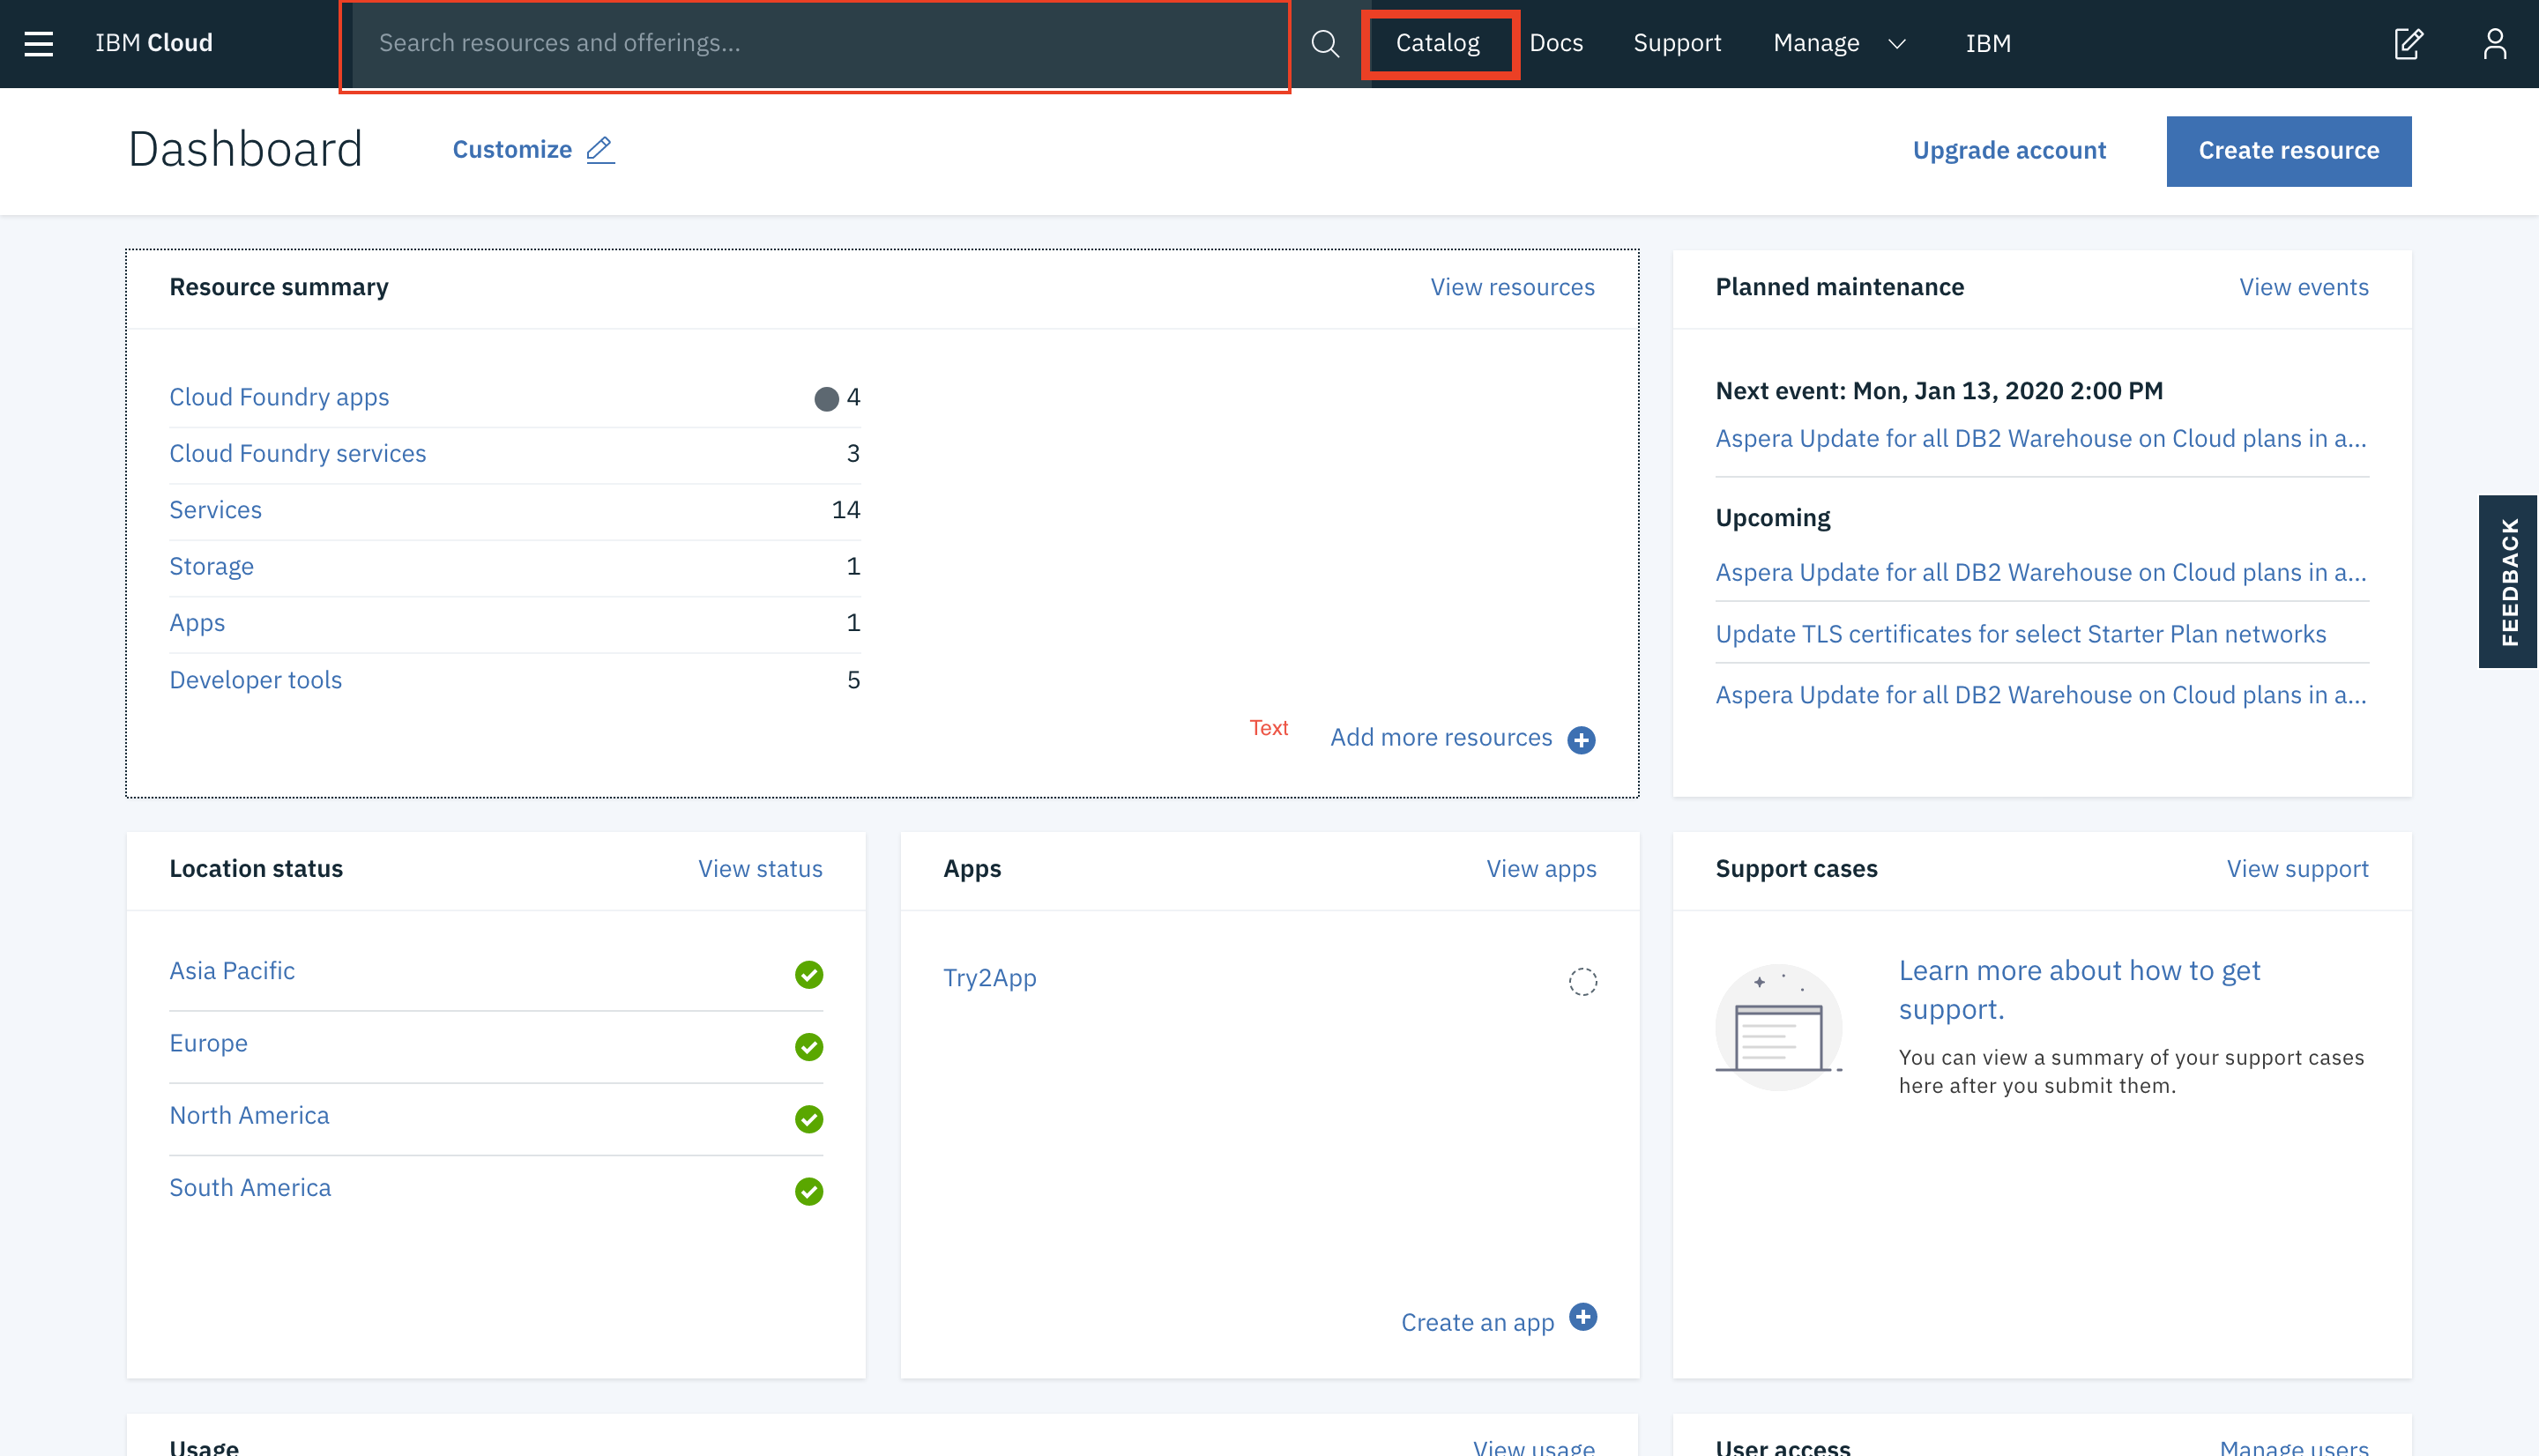 IBM Cloud
Search resources and offerings...
Catalog
Docs
Support
Manage
IBM
Dashboard
Customize
Upgrade account
Create resource
Resource summary
View resources
Cloud Foundry apps
4
Cloud Foundry services
3
Services
14
Storage
1
Apps
1
Developer tools
5
Text
Add more resources
Planned maintenance
View events
Next event: Mon, Jan 13, 2020 2:00 PM
Aspera Update for all DB2 Warehouse on Cloud plans in a...
Upcoming
Aspera Update for all DB2 Warehouse on Cloud plans in a...
Update TLS certificates for select Starter Plan networks
Aspera Update for all DB2 Warehouse on Cloud plans in a...
FEEDBACK
Location status
View status
Asia Pacific
Europe
North America
South America
Apps
View apps
Try2App
Create an app
Support cases
View support
Learn more about how to get
support.
You can view a summary of your support cases
here after you submit them.
Usage
View usage
User access
Manage users